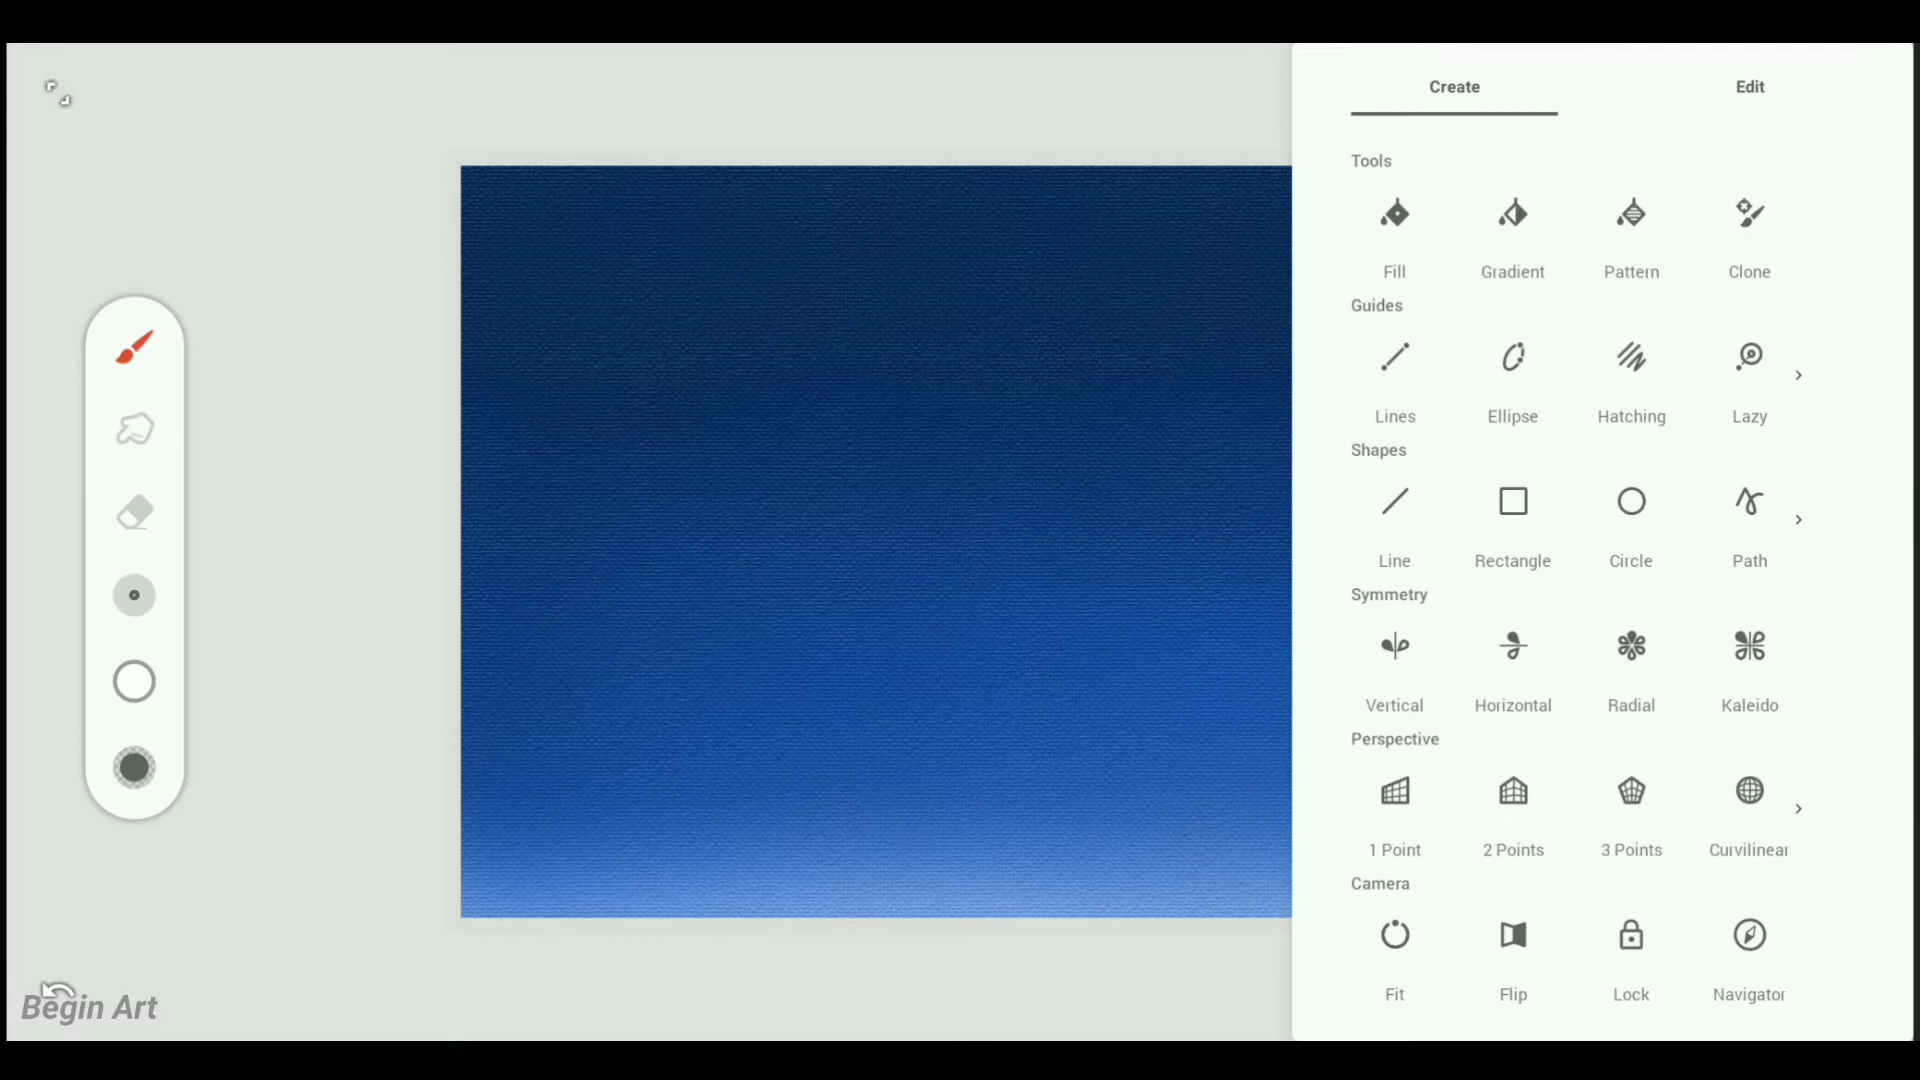 Create Edit
Tools
Fill Gradient Pattern Clone
Guides
Lines Ellipse Hatching Lazy
Shapes
Line Rectangle Circle Path
Symmetry
Vertical Horizontal Radial Kaleido
Perspective
1 Point 2 Points 3 Points Curvilinear
Camera
Fit Flip Lock Navigator
Begin Art